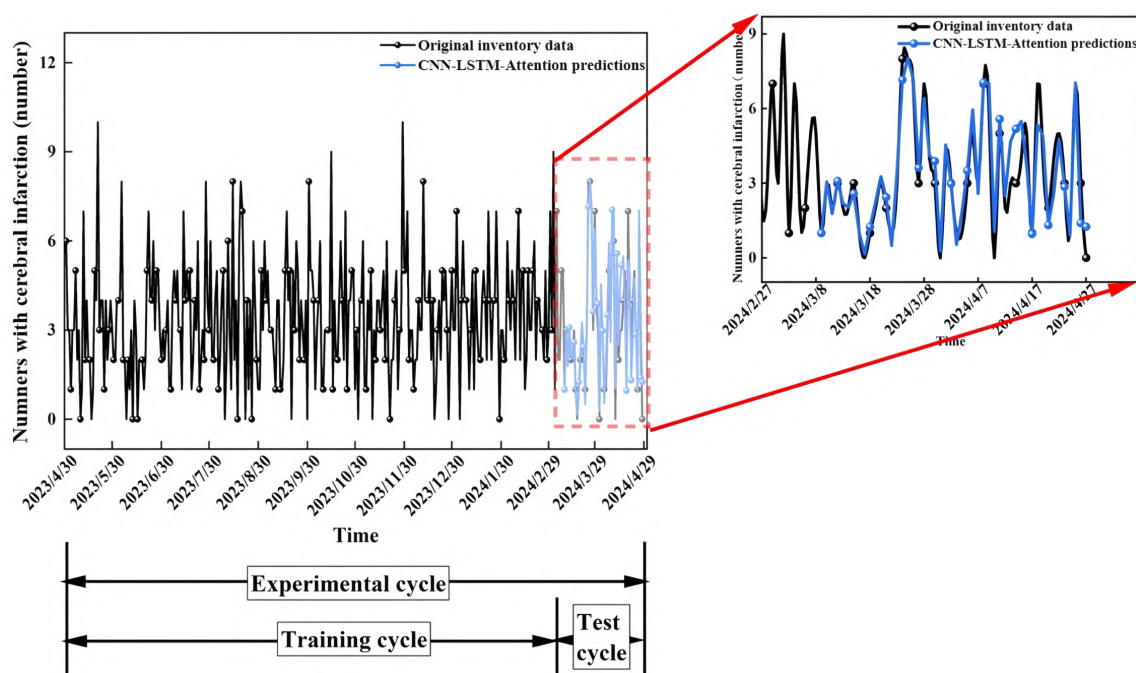 Original inventory data
CNN-LSTM-Attention predictions
Numners with cerebral infarction (number)
12
9
6
3
0
2023/4/30
2023/5/30
2023/6/30
2023/7/30
2023/8/30
2023/9/30
2023/10/30
2023/11/30
2023/12/30
2024/1/30
2024/2/29
2024/3/29
2024/4/29
Time
Original inventory data
CNN-LSTM-Attention predictions
Numners with cerebral infarction (number)
9
6
3
0
2024/2/27
2024/3/8
2024/3/18
2024/3/28
2024/4/7
2024/4/17
2024/4/27
Time
Experimental cycle
Training cycle
Test
cycle